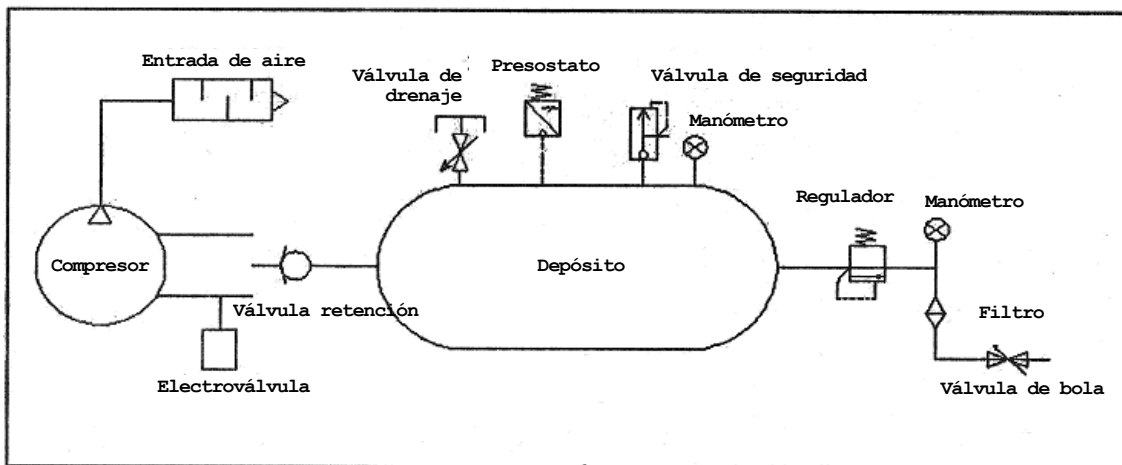 Entrada de aire
Válvula de
drenaje
Presostato
Válvula de seguridad
Manómetro
Regulador
Manómetro
Compresor
Depósito
Válvula retención
Filtro
Electroválvula
Válvula de bola